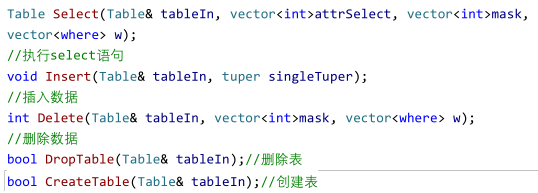 Table Select(Table& tableIn, vector<int>attrSelect, vector<int>mask,
vector<where> w);
//执行select语句
void Insert(Table& tableIn, tuper singleTuper);
//插入数据
int Delete(Table& tableIn, vector<int>mask, vector<where> w);
//删除数据
bool DropTable(Table& tableIn);//删除表
bool CreateTable(Table& tableIn);//创建表